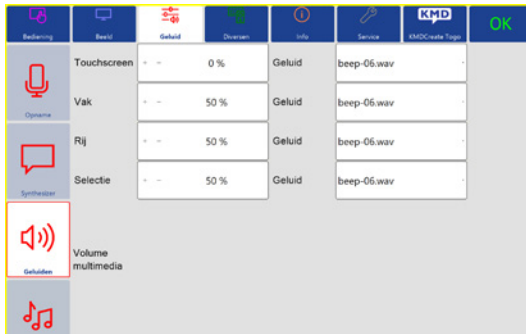 KMD
Bediening Beeld Geluid Diversen Info Service KMDCreate Togo OK
Touchscreen + - 0 % Geluid beep-06.wav
Opname
Vak + - 50 % Geluid beep-06.wav
Rij + - 50 % Geluid beep-06.wav
Synthesizer
Selectie + - 50 % Geluid beep-06.wav
Geluiden
Volume
multimedia